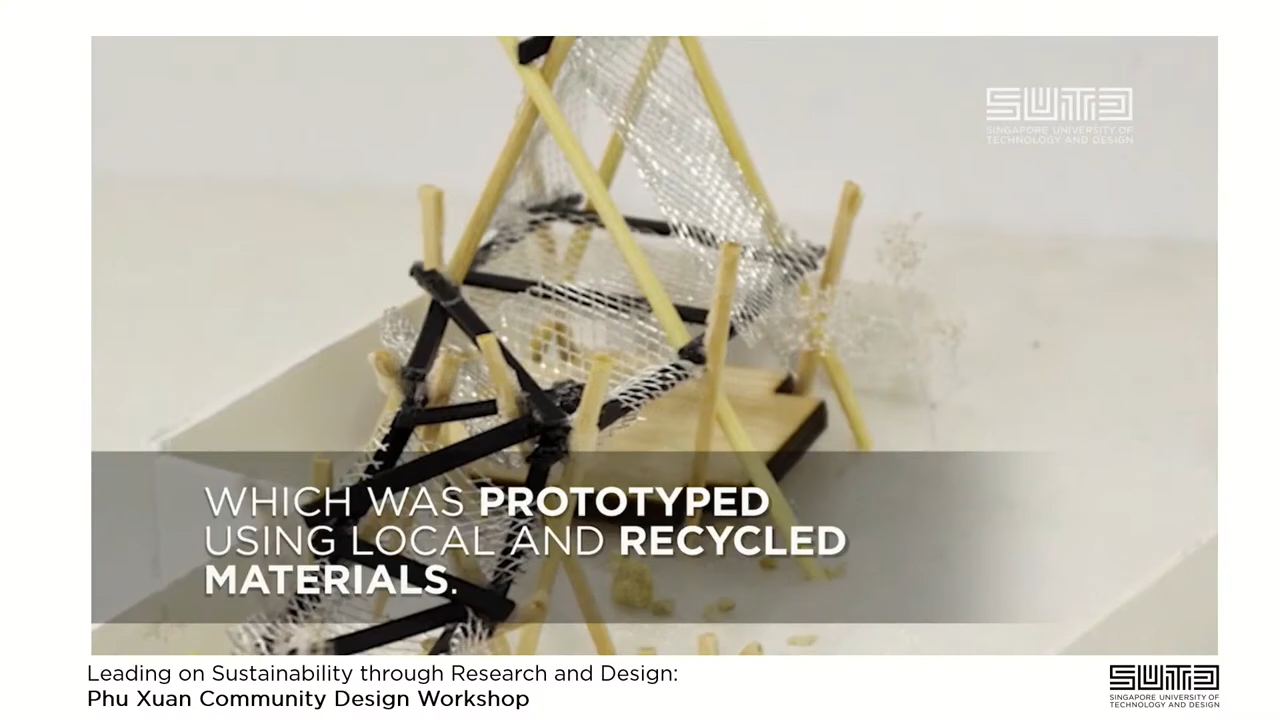 SUTD
SINGAPORE UNIVERSITY OF
TECHNOLOGY AND DESIGN
WHICH WAS PROTOTYPED
USING LOCAL AND RECYCLED
MATERIALS.
Leading on Sustainability through Research and Design:
Phu Xuan Community Design Workshop
SUTD
SINGAPORE UNIVERSITY OF
TECHNOLOGY AND DESIGN